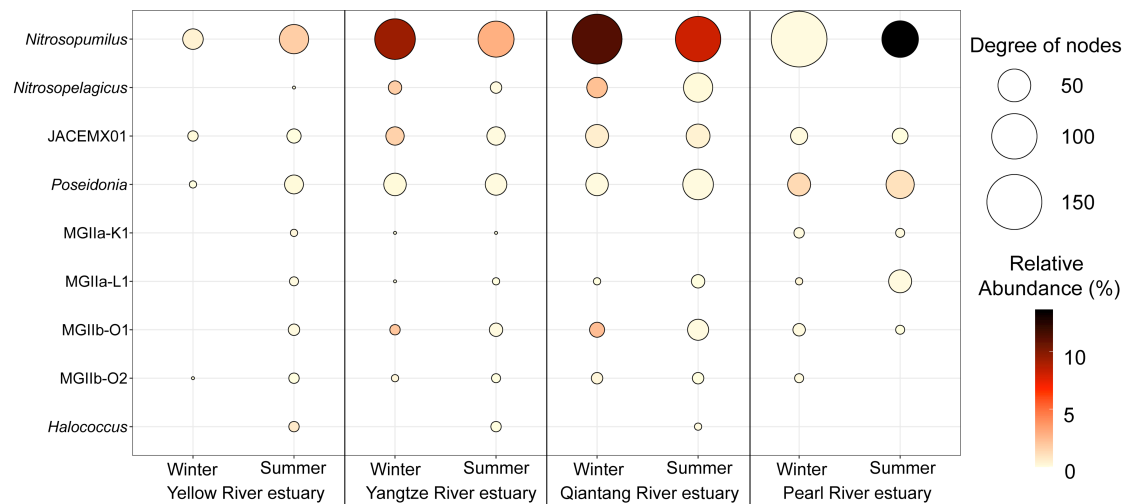 Nitrosopumilus
Nitrosopelagicus
JACEMX01
Poseidonia
MGIIa-K1
MGIIa-L1
MGIIb-O1
MGIIb-O2
Halococcus
Winter Summer Winter Summer Winter Summer Winter Summer
Yellow River estuary Yangtze River estuary Qiantang River estuary Pearl River estuary
Degree of nodes
50
100
150
Relative
Abundance (%)
10
5
0